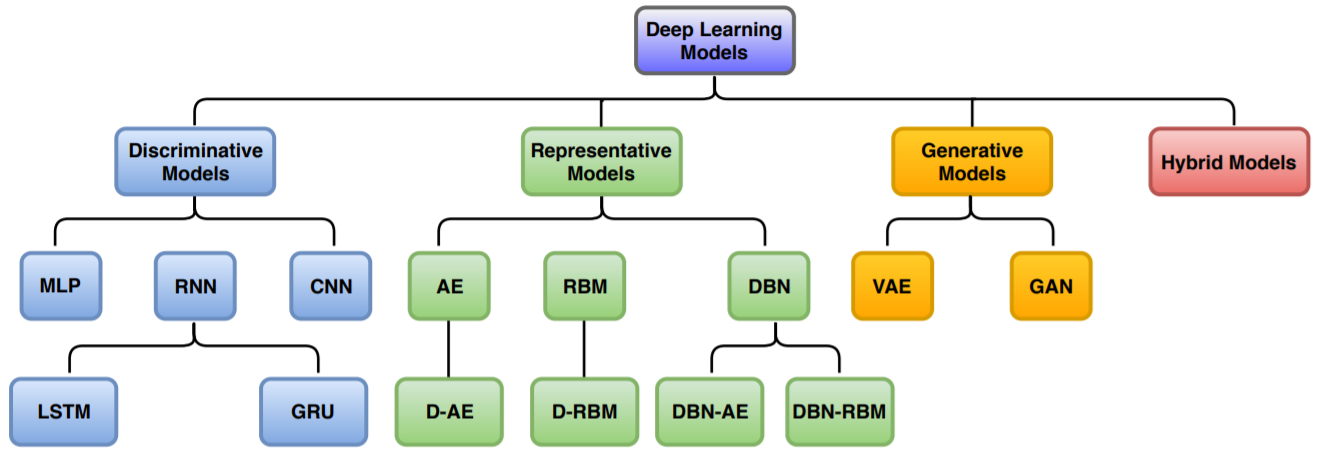 Deep Learning
Models
Discriminative
Models
Representative
Models
Generative
Models
Hybrid Models
MLP
RNN
CNN
AE
RBM
DBN
VAE
GAN
LSTM
GRU
D-AE
D-RBM
DBN-AE
DBN-RBM